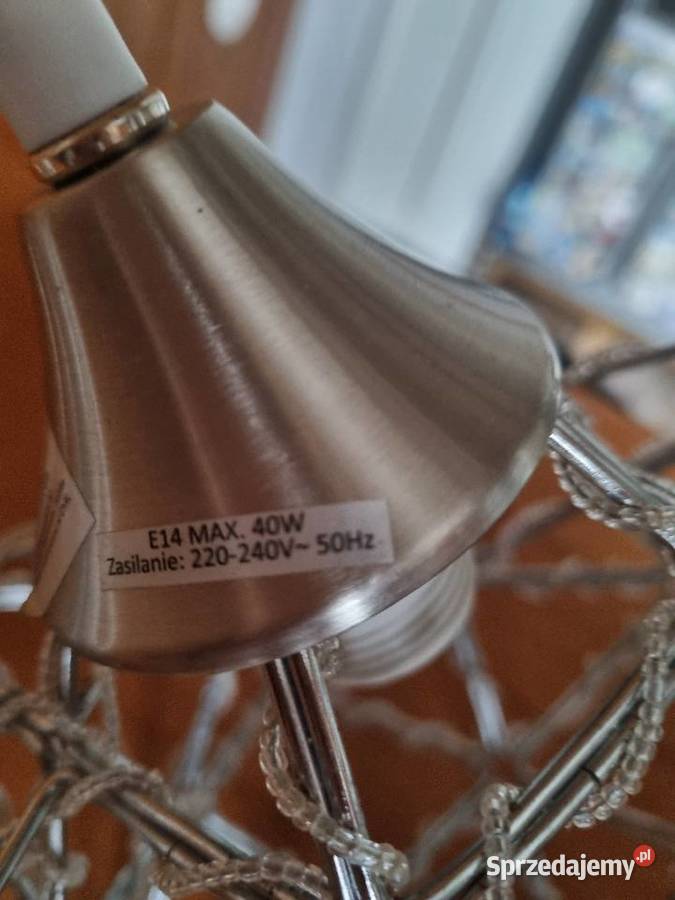 E14 MAX. 40W
Zasilanie: 220-240V~ 50Hz
Sprzedajemy.pl